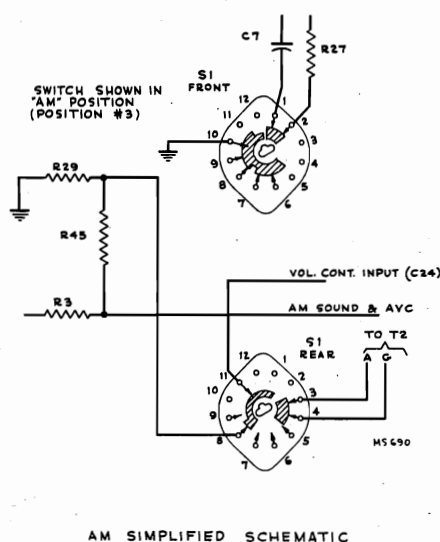 C7
R27
S1
FRONT
SWITCH SHOWN IN
"AM" POSITION
(POSITION #3)
12
1
11
2
10
3
9
4
8
5
7
6
R29
R45
VOL. CONT. INPUT (C24)
R3
AM SOUND & AVC
S1
REAR
TO T2
A G
12
1
11
2
10
3
9
4
8
5
7
6
MS690
AM SIMPLIFIED SCHEMATIC